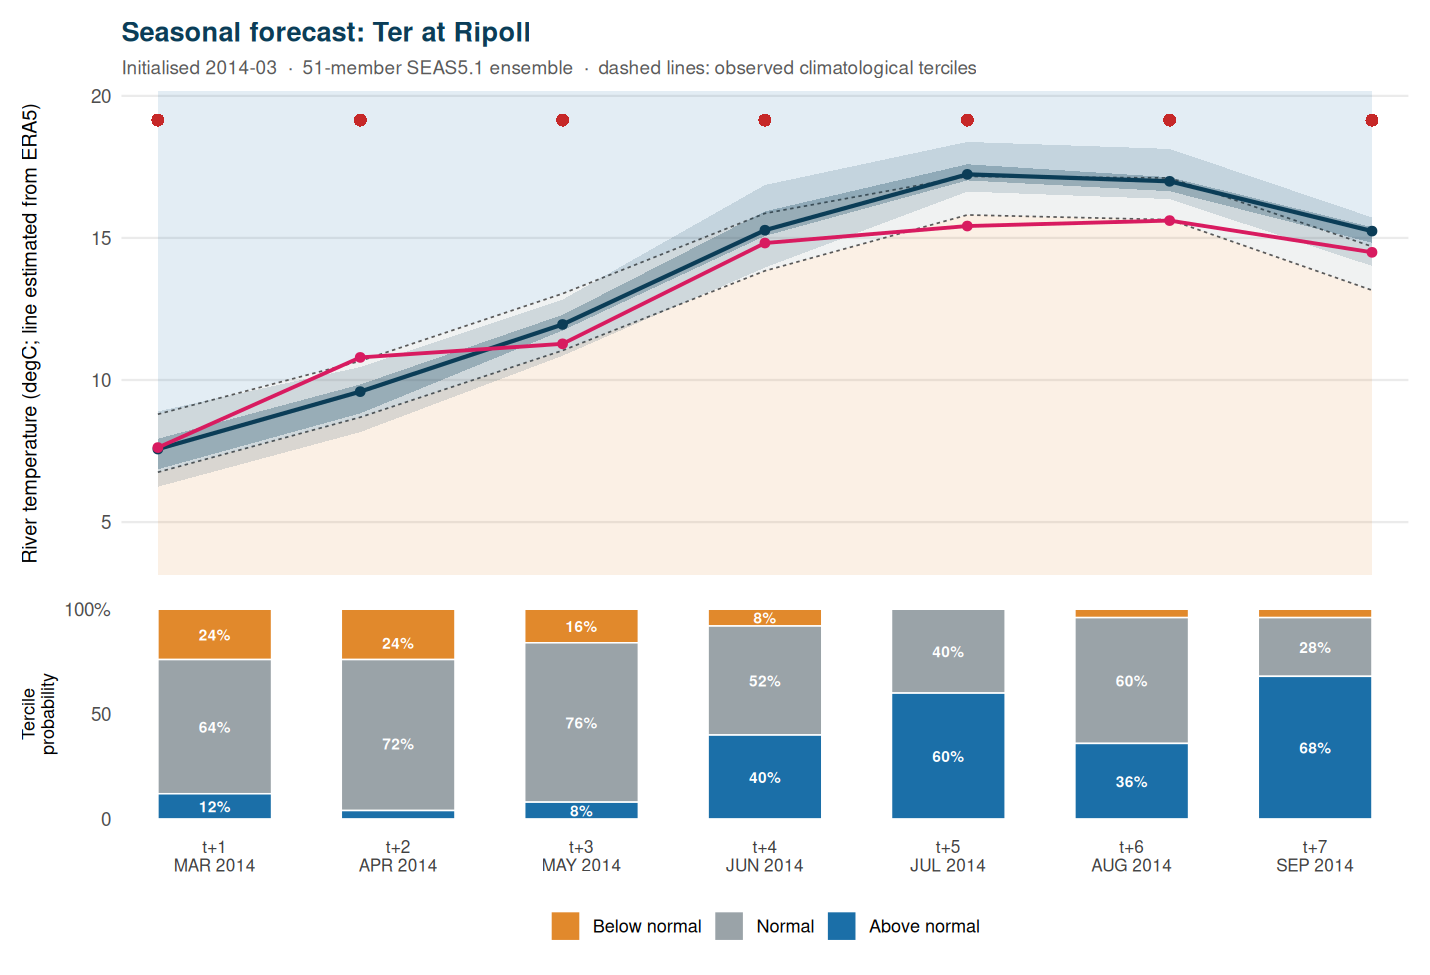 Seasonal forecast: Ter at Ripoll
Initialised 2014-03 · 51-member SEAS5.1 ensemble · dashed lines: observed climatological terciles
River temperature (degC; line estimated from ERA5)
20
15
10
5
Tercile
probability
100%
50
0
24% 24% 16% 8%
64% 72% 76% 52% 40% 60% 28%
12% 8% 40% 60% 36% 68%
t+1 t+2 t+3 t+4 t+5 t+6 t+7
MAR 2014 APR 2014 MAY 2014 JUN 2014 JUL 2014 AUG 2014 SEP 2014
Below normal Normal Above normal